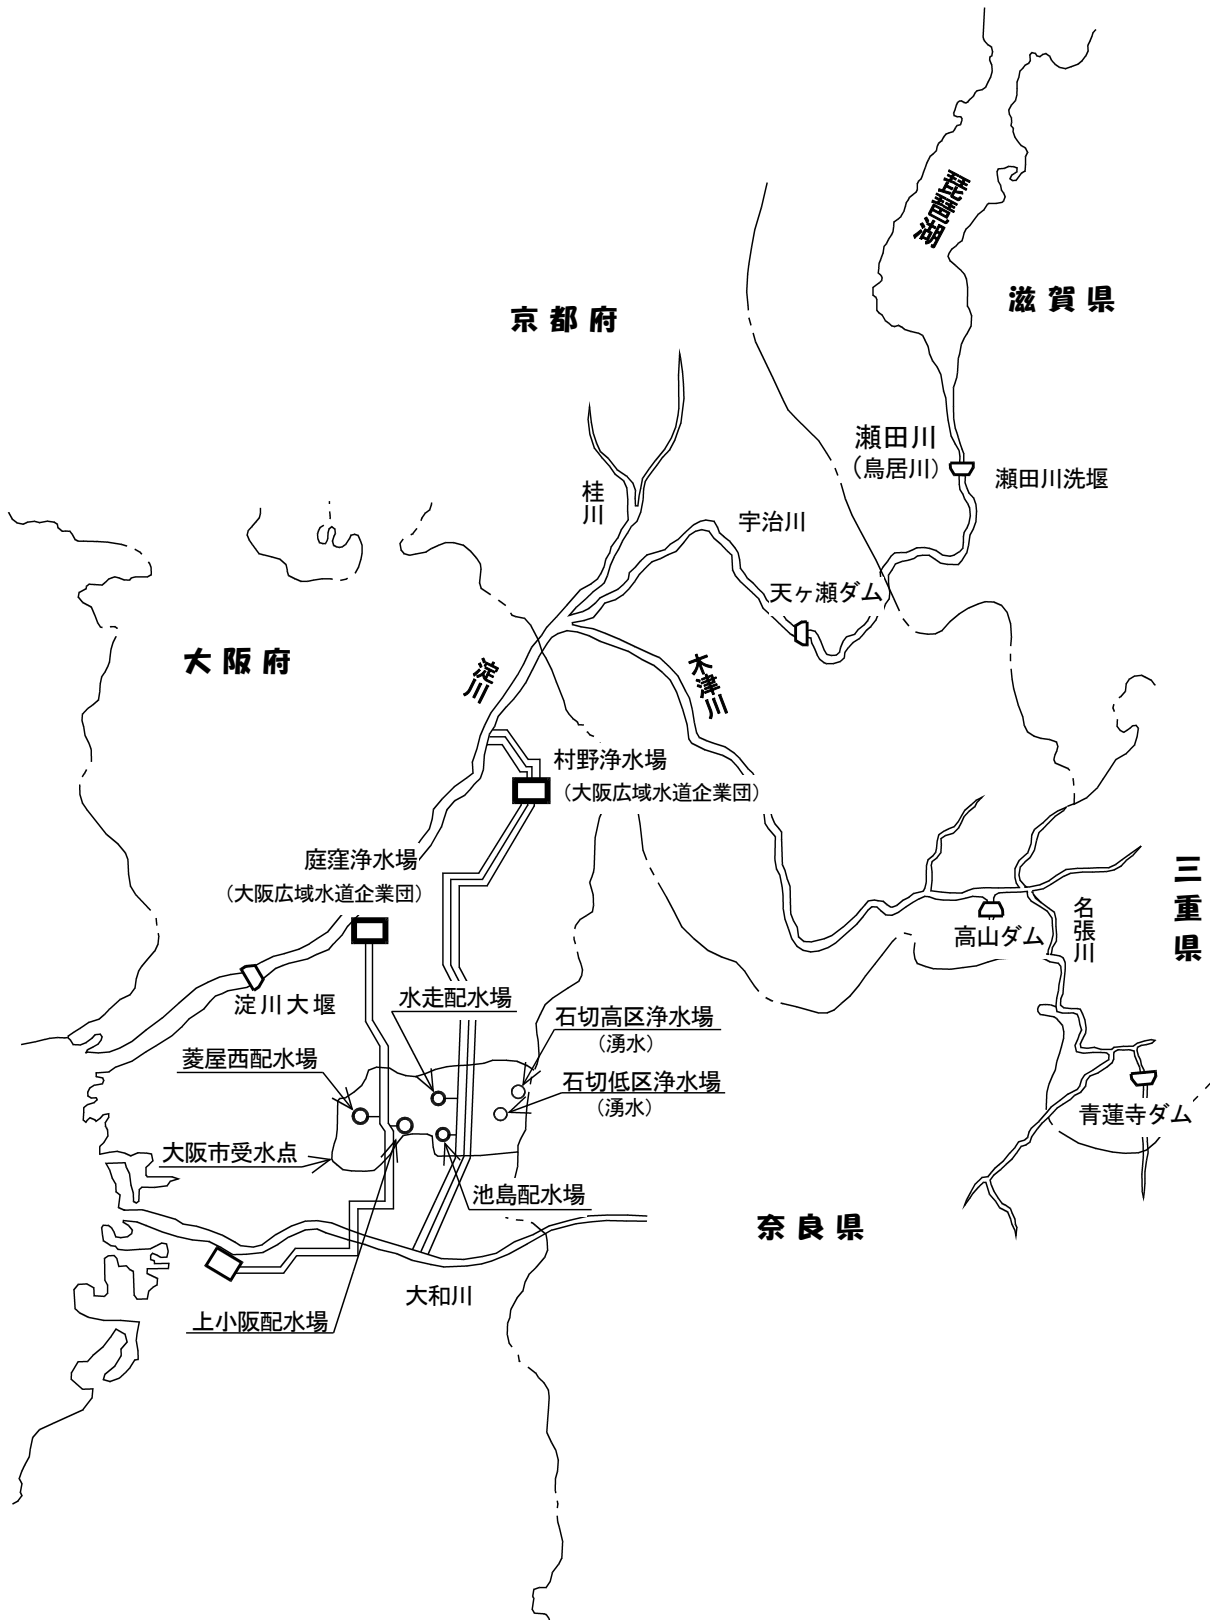 琵琶湖
滋賀県
京都府
瀬田川
（鳥居川）
瀬田川洗堰
桂川
宇治川
天ヶ瀬ダム
大阪府
淀川
木津川
村野浄水場
（大阪広域水道企業団）
庭窪浄水場
（大阪広域水道企業団）
三重県
名張川
高山ダム
淀川大堰
水走配水場
石切高区浄水場
（湧水）
菱屋西配水場
石切低区浄水場
（湧水）
青蓮寺ダム
大阪市受水点
池島配水場
奈良県
大和川
上小阪配水場